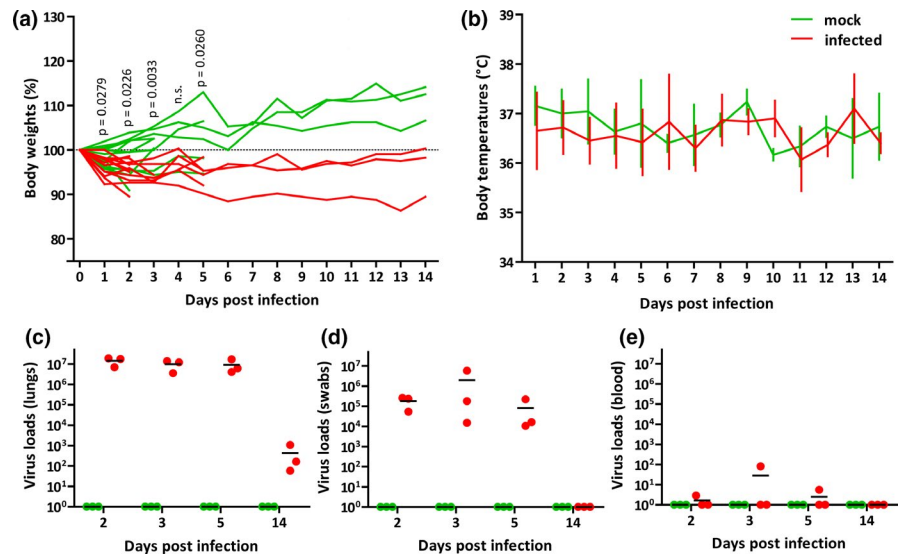 (a)
Body weights (%)
130
120
110
100
90
80
p = 0.0279
p = 0.0226
p = 0.0033
n.s.
p = 0.0260
0 1 2 3 4 5 6 7 8 9 10 11 12 13 14
Days post infection
(b)
Body temperatures (°C)
39
38
37
36
35
34
mock
infected
1 2 3 4 5 6 7 8 9 10 11 12 13 14
Days post infection
(c)
Virus loads (lungs)
10⁷
10⁶
10⁵
10⁴
10³
10²
10¹
10⁰
2 3 5 14
Days post infection
(d)
Virus loads (swabs)
10⁷
10⁶
10⁵
10⁴
10³
10²
10¹
10⁰
2 3 5 14
Days post infection
(e)
Virus loads (blood)
10⁷
10⁶
10⁵
10⁴
10³
10²
10¹
10⁰
2 3 5 14
Days post infection